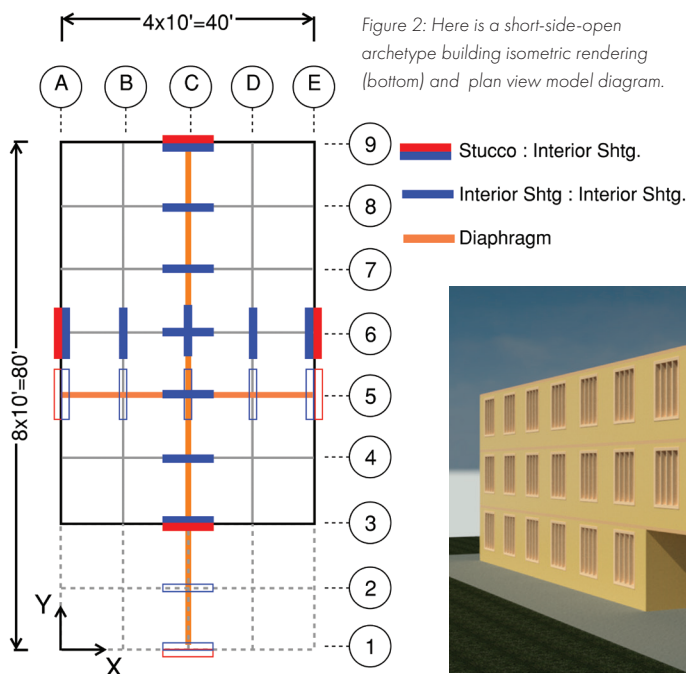 4x10'=40'
Figure 2: Here is a short-side-open
archetype building isometric rendering
(bottom) and plan view model diagram.
A
B
C
D
E
9
Stucco : Interior Shtg.
8
Interior Shtg : Interior Shtg.
Diaphragm
7
6
8x10'=80'
5
4
3
2
Y
1
X